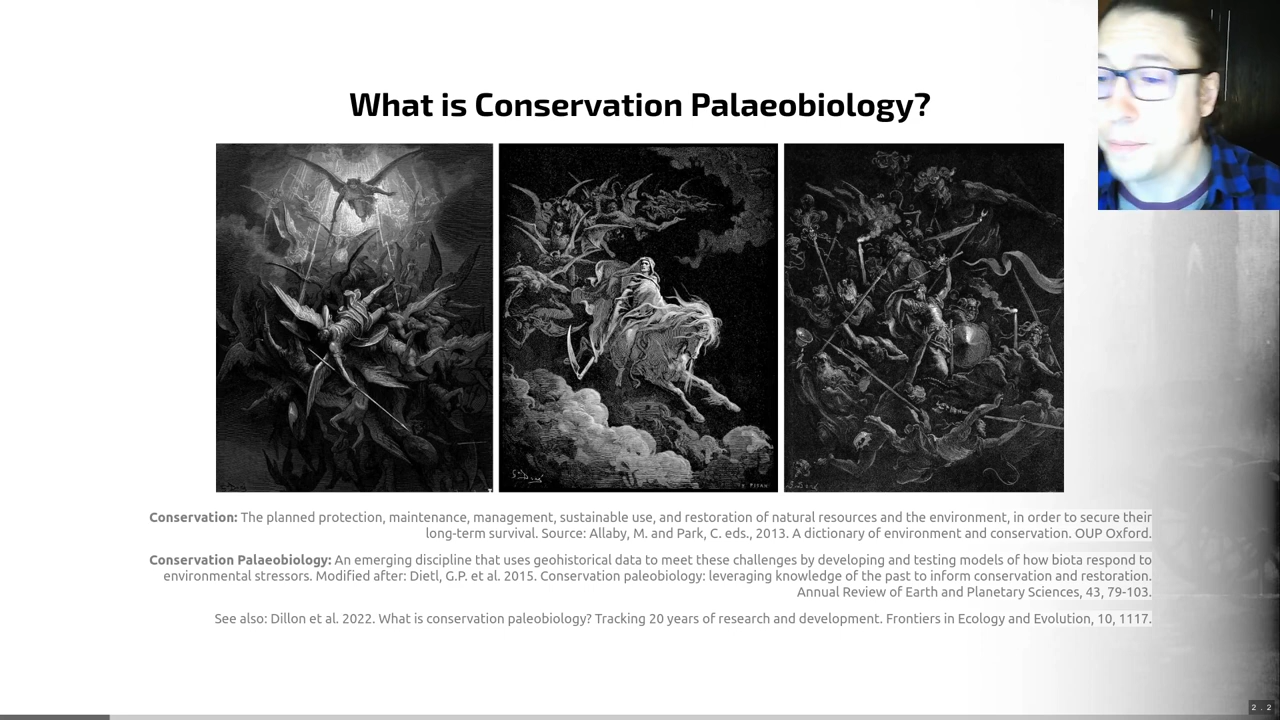 What is Conservation Palaeobiology?
Conservation: The planned protection, maintenance, management, sustainable use, and restoration of natural resources and the environment, in order to secure their
long-term survival. Source: Allaby, M. and Park, C. eds., 2013. A dictionary of environment and conservation. OUP Oxford.
Conservation Palaeobiology: An emerging discipline that uses geohistorical data to meet these challenges by developing and testing models of how biota respond to
environmental stressors. Modified after: Dietl, G.P. et al. 2015. Conservation paleobiology: leveraging knowledge of the past to inform conservation and restoration.
Annual Review of Earth and Planetary Sciences, 43, 79-103.
See also: Dillon et al. 2022. What is conservation paleobiology? Tracking 20 years of research and development. Frontiers in Ecology and Evolution, 10, 1117.
2.2